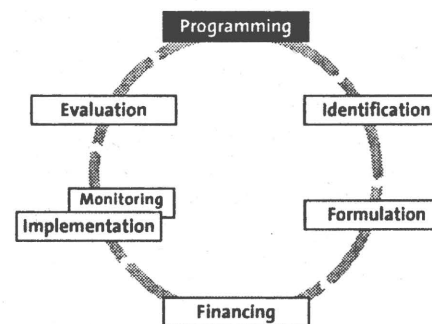 Programming
Evaluation
Identification
Monitoring
Implementation
Formulation
Financing